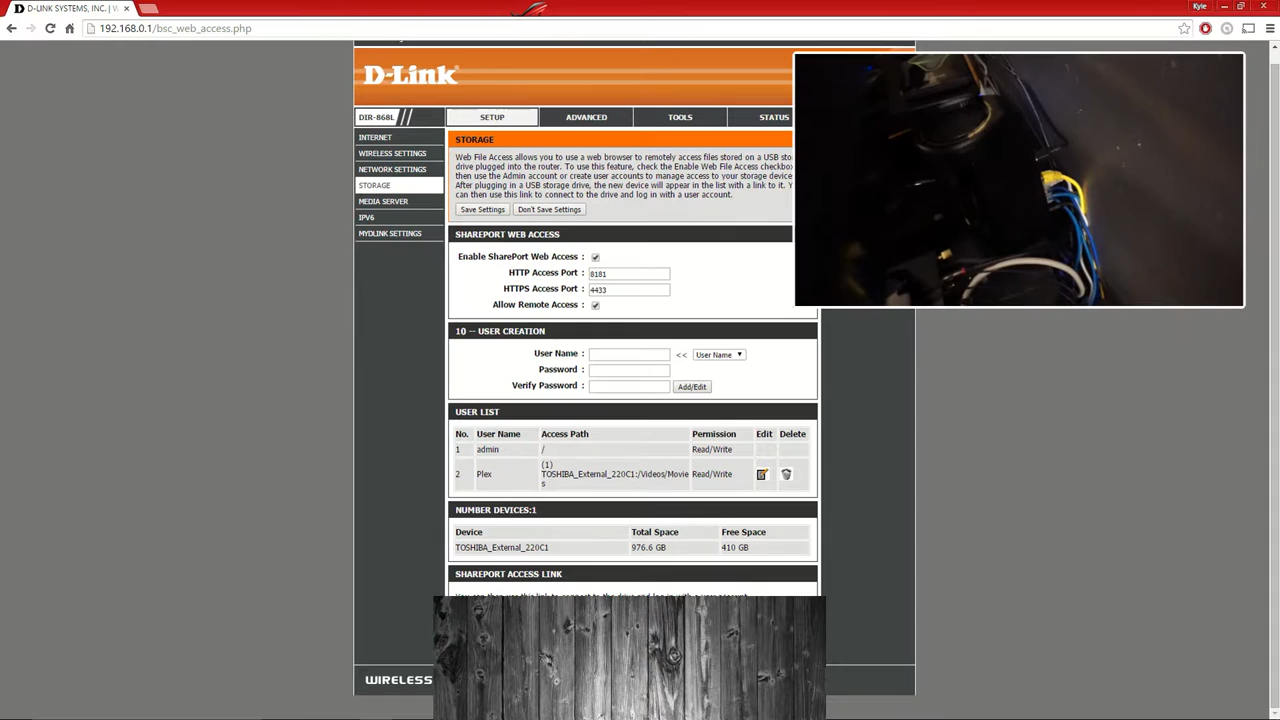 D-LINK SYSTEMS, INC. | W
Kyle
192.168.0.1/bsc_web_access.php
D-Link
DIR-868L
SETUP
ADVANCED
TOOLS
STATUS
INTERNET
WIRELESS SETTINGS
NETWORK SETTINGS
STORAGE
MEDIA SERVER
IPV6
MYDLINK SETTINGS
STORAGE
Web File Access allows you to use a web browser to remotely access files stored on a USB sto
drive plugged into the router. To use this feature, check the Enable Web File Access checkbox
then use the Admin account or create user accounts to manage access to your storage device
After plugging in a USB storage drive, the new device will appear in the list with a link to it. Y
can then use this link to connect to the drive and log in with a user account.
Save Settings
Don't Save Settings
SHAREPORT WEB ACCESS
Enable SharePort Web Access :
HTTP Access Port : 8181
HTTPS Access Port : 4433
Allow Remote Access :
10 -- USER CREATION
User Name : << User Name
Password :
Verify Password : Add/Edit
USER LIST
No. User Name Access Path Permission Edit Delete
1 admin / Read/Write
(1)
2 Plex TOSHIBA_External_220C1:/Videos/Movie Read/Write
s
NUMBER DEVICES:1
Device Total Space Free Space
TOSHIBA_External_220C1 976.6 GB 410 GB
SHAREPORT ACCESS LINK
WIRELESS